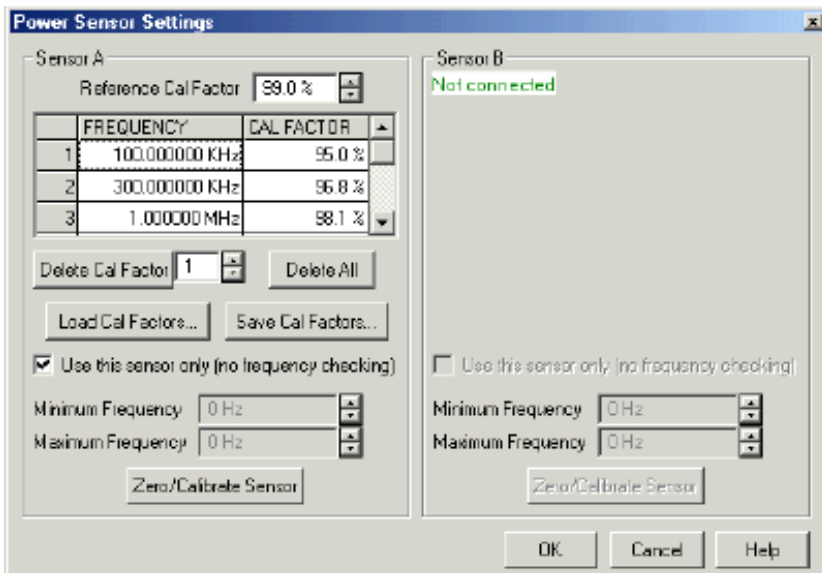 Power Sensor Settings
Sensor A
Reference Cal Factor 99.0 %
FREQUENCY CAL FACTOR
1 100.000000 KHz 95.0 %
2 300.000000 KHz 96.8 %
3 1.000000 MHz 98.1 %
Delete Cal Factor 1 Delete All
Load Cal Factors... Save Cal Factors...
Use this sensor only (no frequency checking)
Minimum Frequency 0 Hz
Maximum Frequency 0 Hz
Zero/Calibrate Sensor
Sensor B
Not connected
Use this sensor only (no frequency checking)
Minimum Frequency 0 Hz
Maximum Frequency 0 Hz
Zero/Calibrate Sensor
OK Cancel Help